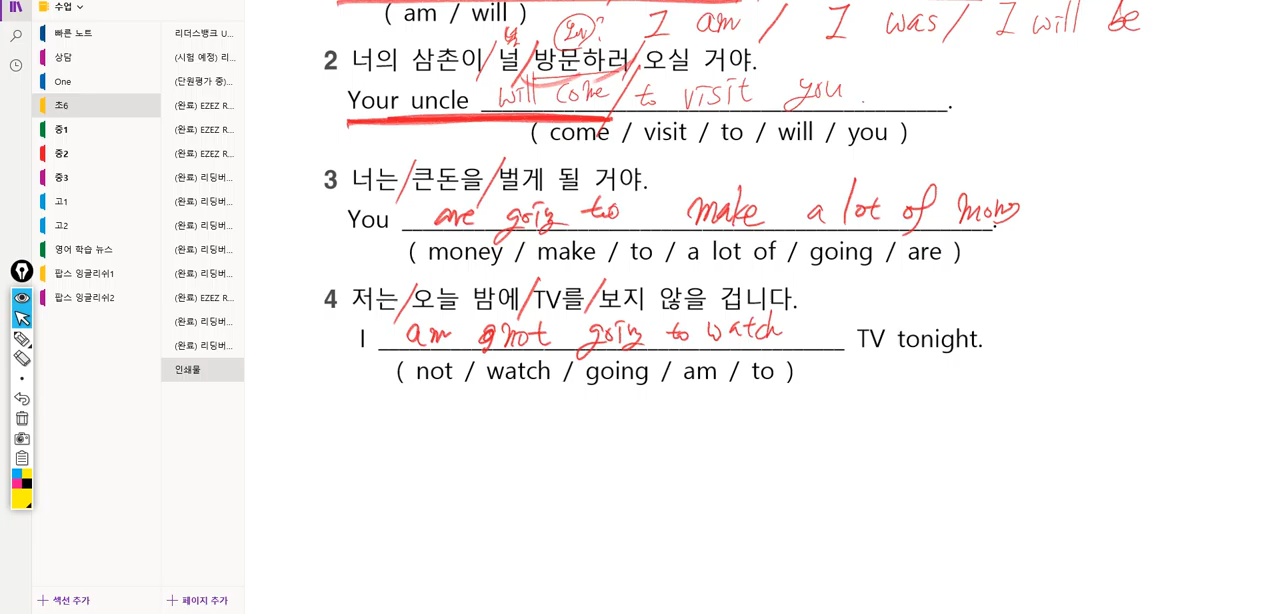 수업
빠른 노트
상담
One
초6
중1
중2
중3
고1
고2
영어 학습 뉴스
팝스 잉글리쉬1
팝스 잉글리쉬2
색션 추가
리더스뱅크 U...
(시험 예정) 리...
(단원평가 중)...
(완료) EZEZ R...
(완료) EZEZ R...
(완료) EZEZ R...
(완료) 리딩버...
(완료) 리딩버...
(완료) 리딩버...
(완료) 리딩버...
(완료) 리딩버...
(완료) EZEZ R...
(완료) 리딩버...
(완료) 리딩버...
인쇄물
페이지 추가
( am / will )
I am / I was / I will be
2 너의 삼촌이 / 널 / 방문하러 / 오실 거야.
Your uncle will come / to visit you.
( come / visit / to / will / you )
3 너는 / 큰돈을 / 벌게 될 거야.
You are going to make a lot of money.
( money / make / to / a lot of / going / are )
4 저는 / 오늘 밤에 / TV를 / 보지 않을 겁니다.
I am not going to watch TV tonight.
( not / watch / going / am / to )